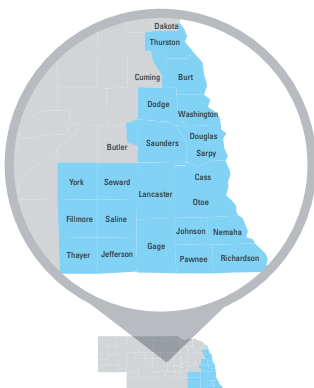 Dakota
Thurston
Cuming
Burt
Dodge
Washington
Butler
Saunders
Douglas
Sarpy
York
Seward
Lancaster
Cass
Otoe
Fillmore
Saline
Gage
Johnson
Nemaha
Thayer
Jefferson
Pawnee
Richardson